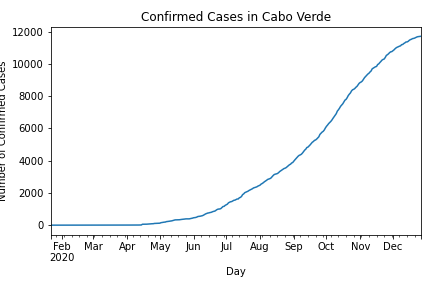 Confirmed Cases in Cabo Verde
Number of Confirmed Cases
12000
10000
8000
6000
4000
2000
0
Feb Mar Apr May Jun Jul Aug Sep Oct Nov Dec
2020
Day